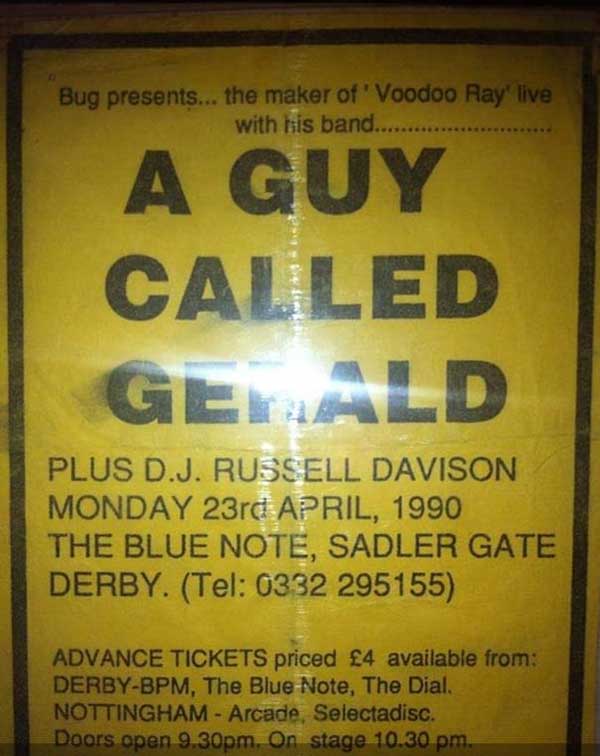 Bug presents... the maker of ' Voodoo Ray' live
with his band...............................
A GUY
CALLED
GERALD
PLUS D.J. RUSSELL DAVISON
MONDAY 23rd APRIL, 1990
THE BLUE NOTE, SADLER GATE
DERBY. (Tel: 0332 295155)
ADVANCE TICKETS priced £4 available from:
DERBY-BPM, The Blue Note, The Dial.
NOTTINGHAM - Arcade, Selectadisc.
Doors open 9.30pm. On stage 10.30 pm.